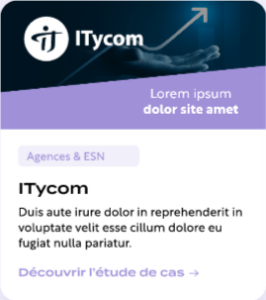 ITycom
Lorem ipsum
dolor site amet
Agences & ESN
ITycom
Duis aute irure dolor in reprehenderit in
voluptate velit esse cillum dolore eu
fugiat nulla pariatur.
Découvrir l'étude de cas →